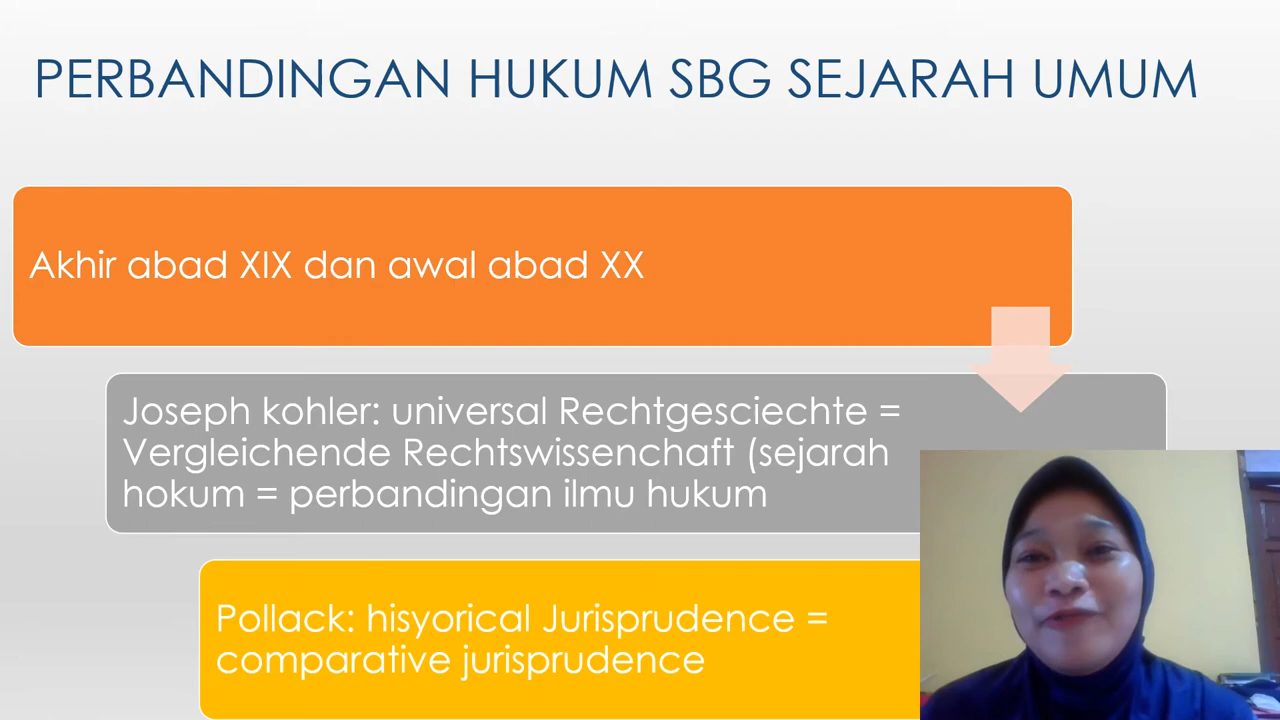 PERBANDINGAN HUKUM SBG SEJARAH UMUM
Akhir abad XIX dan awal abad XX
Joseph kohler: universal Rechtgesciechte =
Vergleichende Rechtswissenchaft (sejarah
hokum = perbandingan ilmu hukum
Pollack: hisyorical Jurisprudence =
comparative jurisprudence